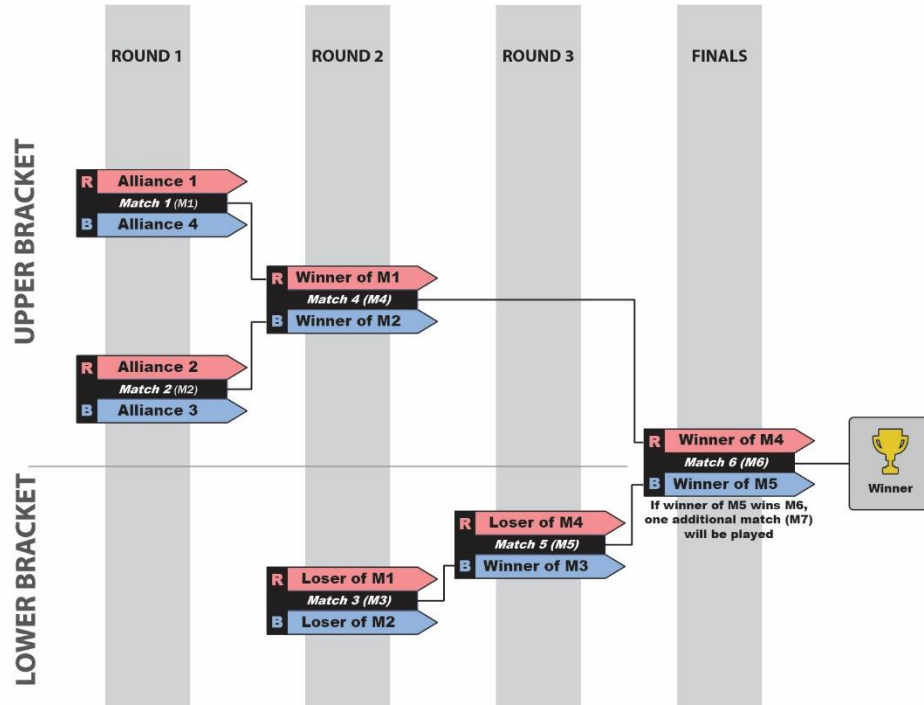 ROUND 1
ROUND 2
ROUND 3
FINALS
UPPER BRACKET
R Alliance 1
Match 1 (M1)
B Alliance 4
R Winner of M1
Match 4 (M4)
B Winner of M2
R Alliance 2
Match 2 (M2)
B Alliance 3
R Winner of M4
Match 6 (M6)
B Winner of M5
If winner of M5 wins M6,
one additional match (M7)
will be played
Winner
LOWER BRACKET
R Loser of M4
Match 5 (M5)
B Winner of M3
R Loser of M1
Match 3 (M3)
B Loser of M2